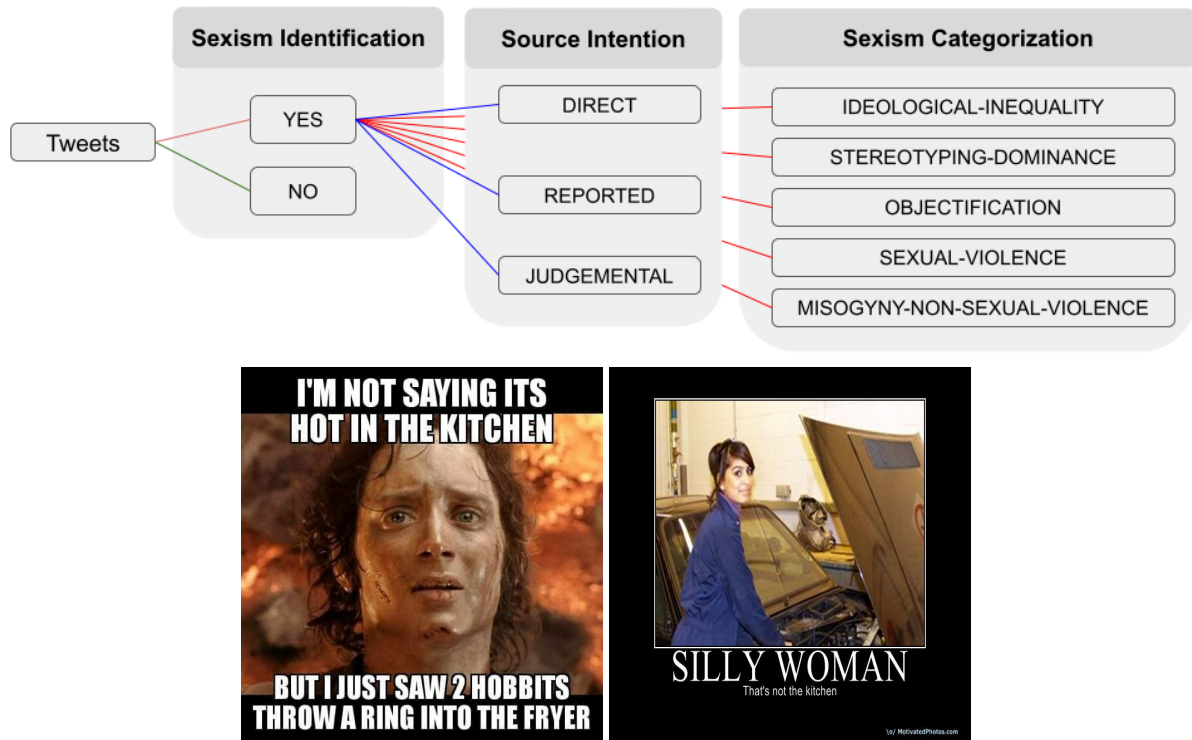 Sexism Identification
Source Intention
Sexism Categorization
Tweets
YES
NO
DIRECT
REPORTED
JUDGEMENTAL
IDEOLOGICAL-INEQUALITY
STEREOTYPING-DOMINANCE
OBJECTIFICATION
SEXUAL-VIOLENCE
MISOGYNY-NON-SEXUAL-VIOLENCE
I'M NOT SAYING ITS
HOT IN THE KITCHEN
BUT I JUST SAW 2 HOBBITS
THROW A RING INTO THE FRYER
SILLY WOMAN
That's not the kitchen
\o/ MotivatedPhotos.com